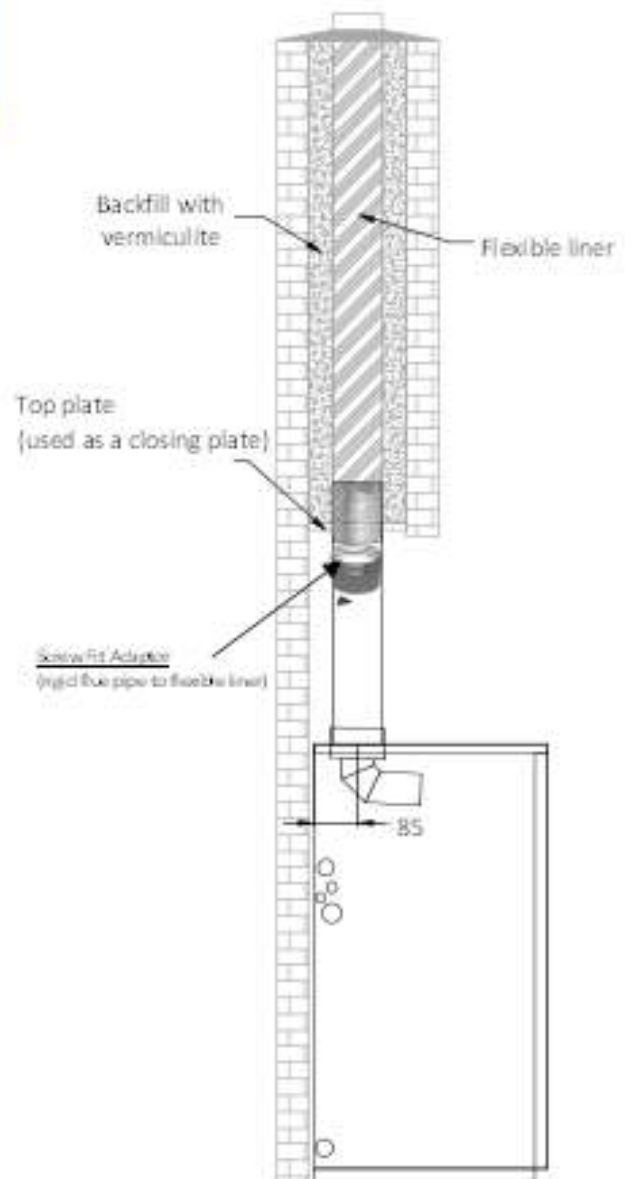 Backfill with
vermiculite
Flexible liner
Top plate
(used as a closing plate)
Screw Fit Adaptor
(rigid flue pipe to flexible liner)
85